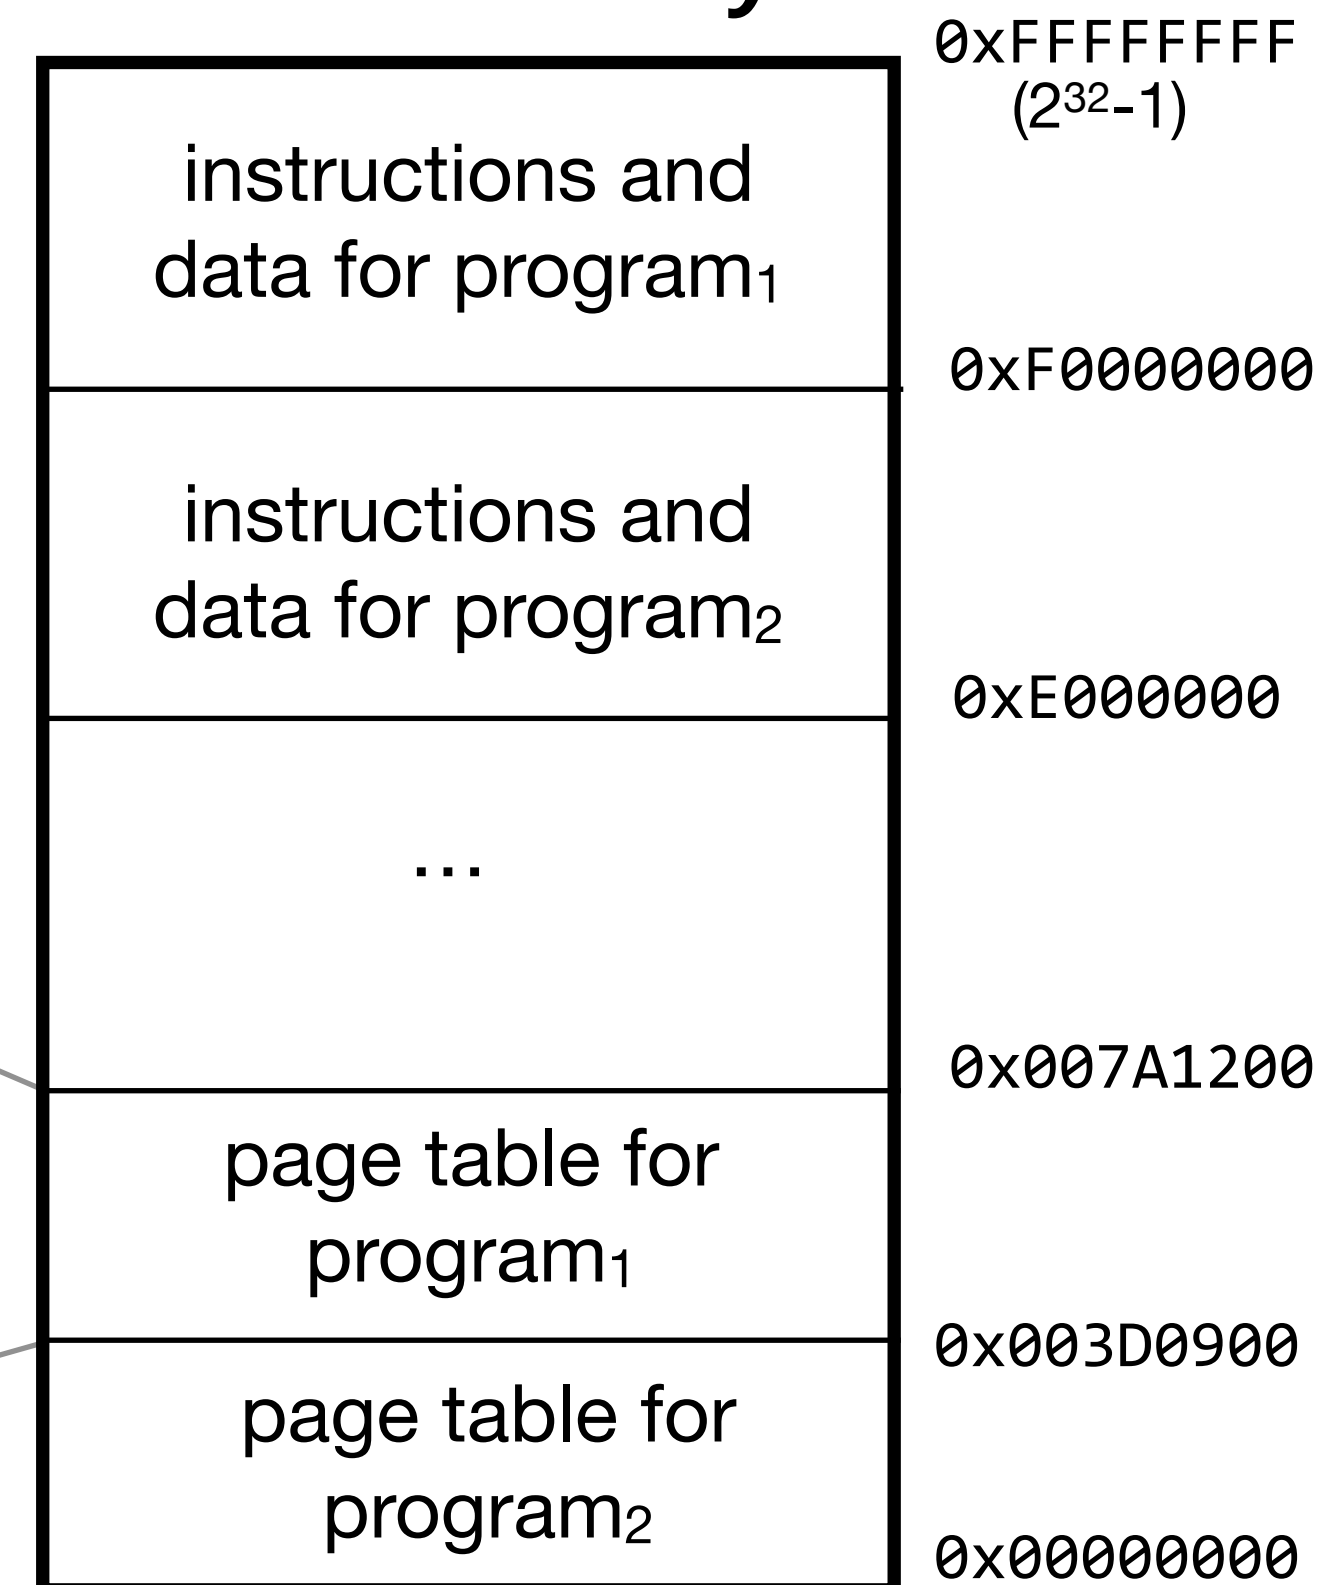 0xFFFFFFFF
(2³²-1)
instructions and
data for program₁
0xF0000000
instructions and
data for program₂
0xE000000
...
0x007A1200
page table for
program₁
0x003D0900
page table for
program₂
0x00000000